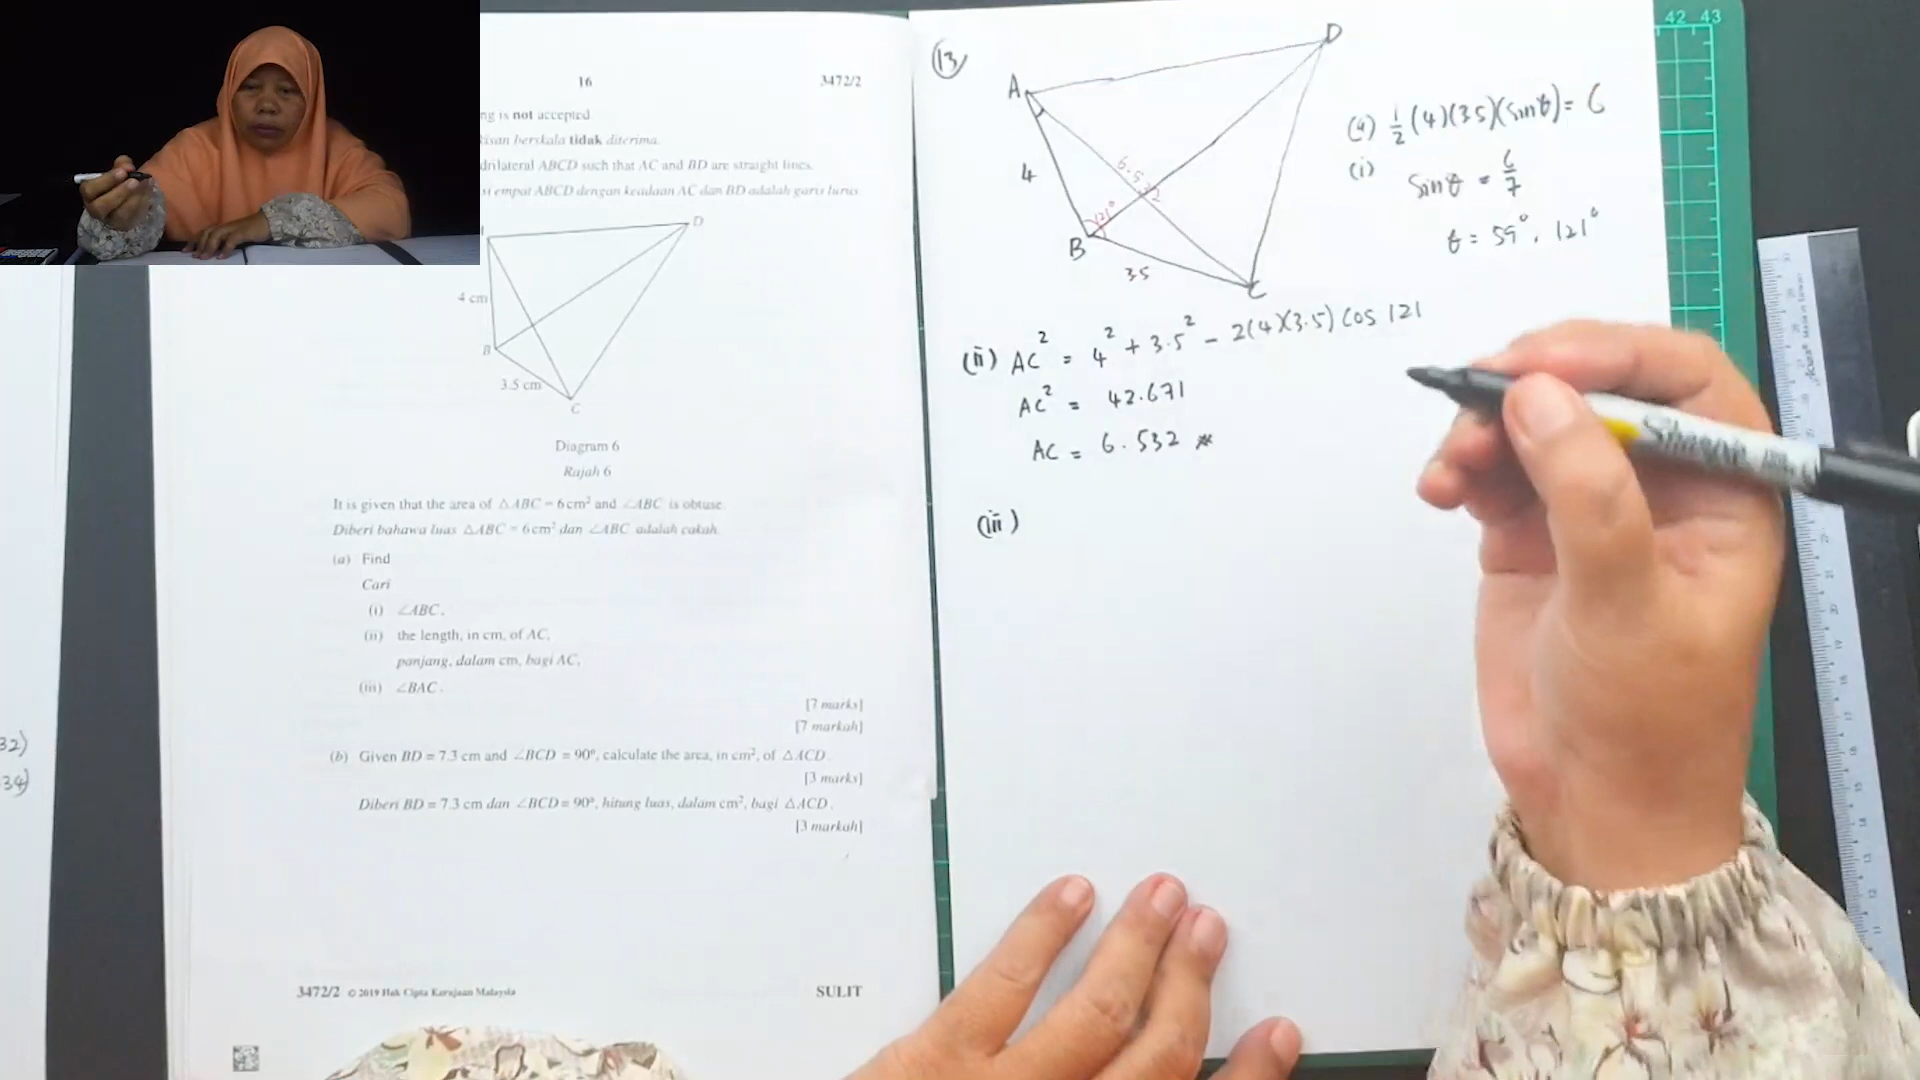 16
3472/2
ng is not accepted.
kisan berskala tidak diterima.
drilateral ABCD such that AC and BD are straight lines.
si empat ABCD dengan keadaan AC dan BD adalah garis lurus.
D
4 cm
B
3.5 cm
C
Diagram 6
Rajah 6
It is given that the area of △ABC = 6 cm² and ∠ABC is obtuse.
Diberi bahawa luas △ABC = 6 cm² dan ∠ABC adalah cakah.
(a) Find
Cari
(i) ∠ABC,
(ii) the length, in cm, of AC,
panjang, dalam cm, bagi AC,
(iii) ∠BAC.
[7 marks]
[7 markah]
(b) Given BD = 7.3 cm and ∠BCD = 90°, calculate the area, in cm², of △ACD.
[3 marks]
Diberi BD = 7.3 cm dan ∠BCD = 90°, hitung luas, dalam cm², bagi △ACD.
[3 markah]
3472/2 © 2019 Hak Cipta Kerajaan Malaysia
SULIT
32)
34)
13
D
A
4
6.532
121°
B
3.5
C
(a) 1/2 (4)(3.5)(sin θ) = 6
(i) sin θ = 6/7
θ = 59°, 121°
(ii) AC² = 4² + 3.5² - 2(4)(3.5) cos 121
AC² = 42.671
AC = 6.532 *
(iii)
42 43
Sharpie